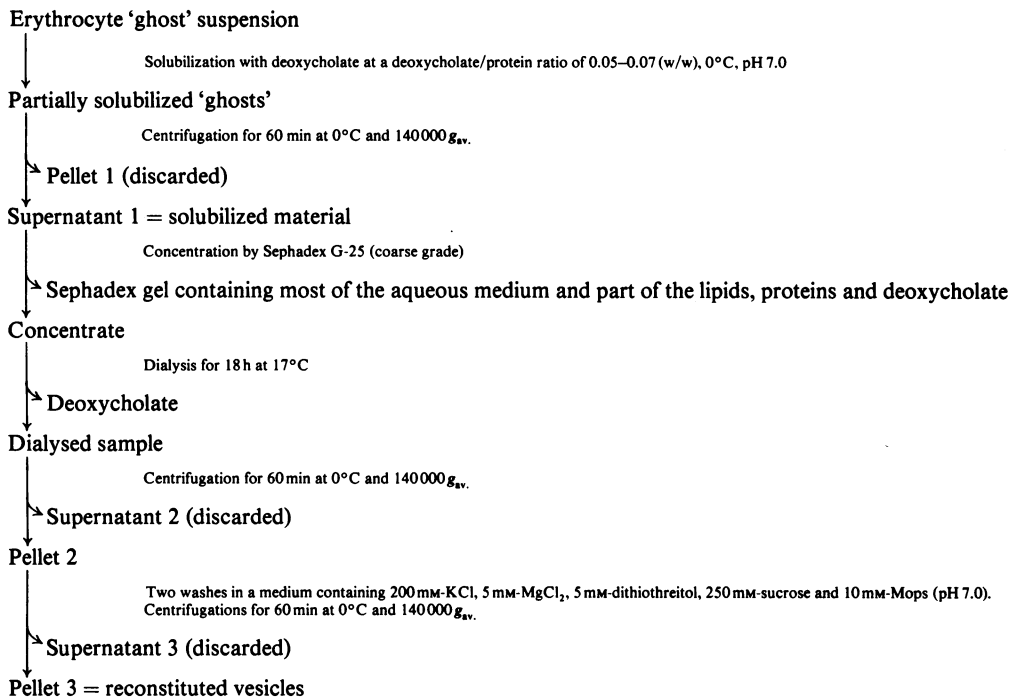 Erythrocyte ‘ghost’ suspension
Solubilization with deoxycholate at a deoxycholate/protein ratio of 0.05–0.07 (w/w), 0°C, pH 7.0
Partially solubilized ‘ghosts’
Centrifugation for 60 min at 0°C and 140000g_av.
Pellet 1 (discarded)
Supernatant 1 = solubilized material
Concentration by Sephadex G-25 (coarse grade)
Sephadex gel containing most of the aqueous medium and part of the lipids, proteins and deoxycholate
Concentrate
Dialysis for 18 h at 17°C
Deoxycholate
Dialysed sample
Centrifugation for 60 min at 0°C and 140000g_av.
Supernatant 2 (discarded)
Pellet 2
Two washes in a medium containing 200 mM-KCl, 5 mM-MgCl₂, 5 mM-dithiothreitol, 250 mM-sucrose and 10 mM-Mops (pH 7.0).
Centrifugations for 60 min at 0°C and 140000g_av.
Supernatant 3 (discarded)
Pellet 3 = reconstituted vesicles